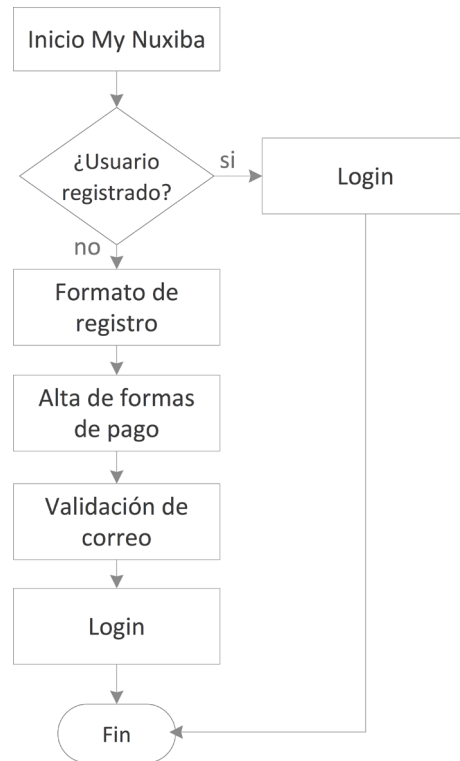 Inicio My Nuxiba
¿Usuario
registrado?
si
Login
no
Formato de
registro
Alta de formas
de pago
Validación de
correo
Login
Fin